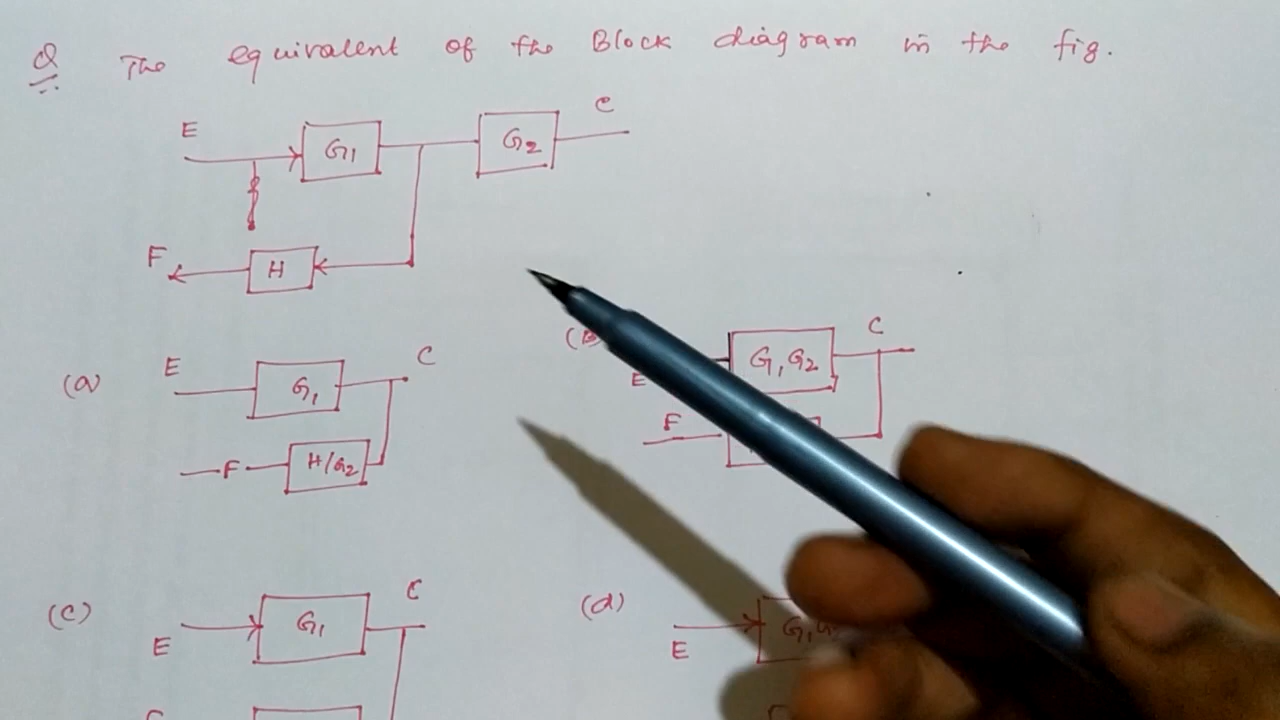 Q The equivalent of the Block diagram in the fig.
E G1 G2 C
F H
(a) E G1 C
F H/G2
E G1G2 C
F
(c) E G1 C
(d) E